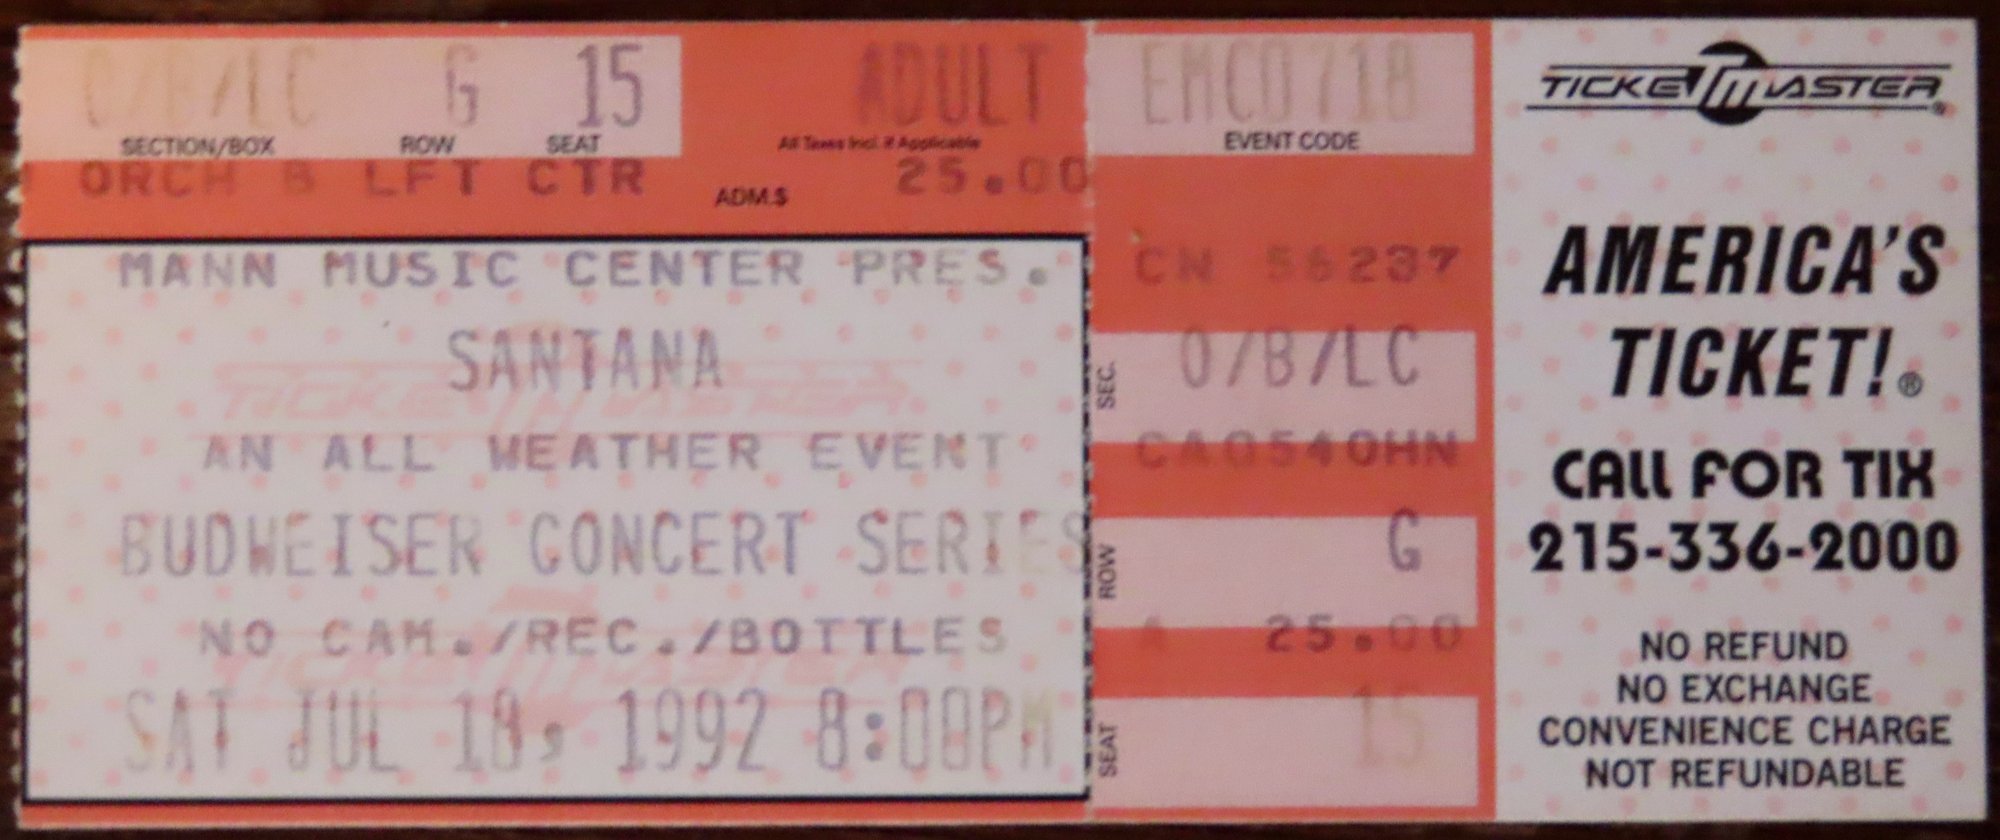 O/B/LC G 15 ADULT EMC0718
SECTION/BOX ROW SEAT All Taxes Incl. If Applicable EVENT CODE
ORCH B LFT CTR ADM.$ 25.00
MANN MUSIC CENTER PRES.
SANTANA
TICKETMASTER
AN ALL WEATHER EVENT
BUDWEISER CONCERT SERIES
NO CAM./REC./BOTTLES
TICKETMASTER
SAT JUL 18, 1992 8:00PM
CN 56237
SEC. O/B/LC
CA0540HN
ROW G
A 25.00
SEAT 15
TICKETMASTER®
AMERICA'S
TICKET!®
CALL FOR TIX
215-336-2000
NO REFUND
NO EXCHANGE
CONVENIENCE CHARGE
NOT REFUNDABLE